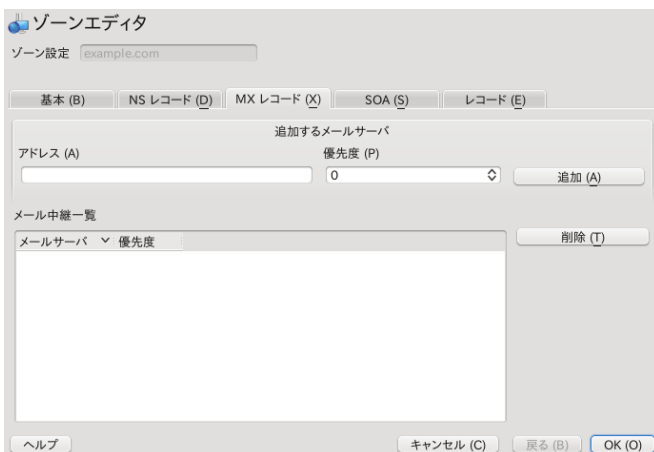 ゾーンエディタ
ゾーン設定 example.com
基本 (B) NS レコード (D) MX レコード (X) SOA (S) レコード (E)
追加するメールサーバ
アドレス (A) 優先度 (P)
0 追加 (A)
メール中継一覧
メールサーバ 優先度 削除 (T)
ヘルプ キャンセル (C) 戻る (B) OK (O)